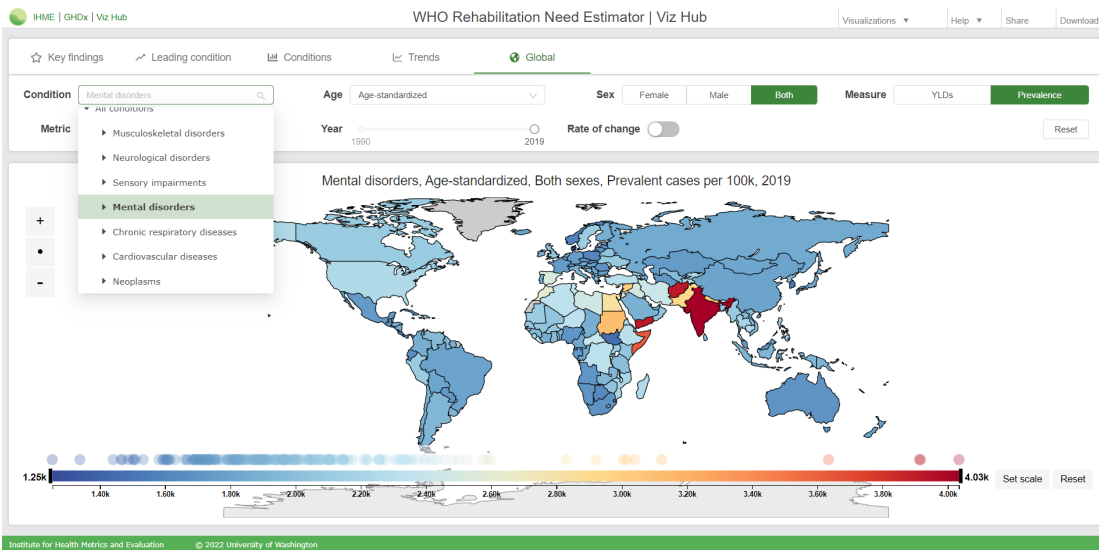 IHME | GHDx | Viz Hub
WHO Rehabilitation Need Estimator | Viz Hub
Visualizations ▼
Help ▼
Share
Download
Key findings
Leading condition
Conditions
Trends
Global
Condition
Mental disorders
Age
Age-standardized
Sex
Female
Male
Both
Measure
YLDs
Prevalence
All conditions
Metric
Year
1990
2019
Rate of change
Reset
Musculoskeletal disorders
Neurological disorders
Sensory impairments
Mental disorders
Chronic respiratory diseases
Cardiovascular diseases
Neoplasms
Mental disorders, Age-standardized, Both sexes, Prevalent cases per 100k, 2019
+
•
-
1.25k
4.03k
Set scale
Reset
1.40k
1.60k
1.80k
2.00k
2.20k
2.40k
2.60k
2.80k
3.00k
3.20k
3.40k
3.60k
3.80k
4.00k
Institute for Health Metrics and Evaluation
© 2022 University of Washington